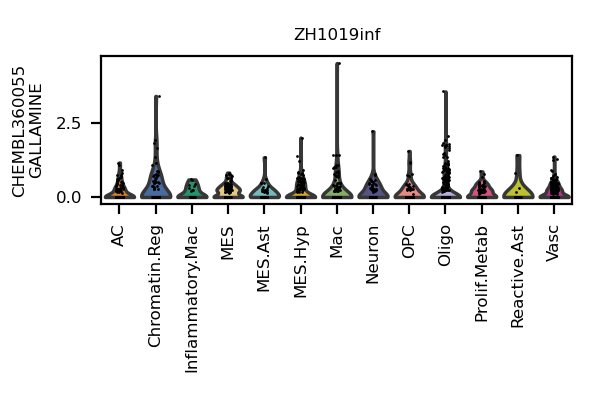 ZH1019inf
CHEMBL360055
GALLAMINE
2.5
0.0
AC
Chromatin.Reg
Inflammatory.Mac
MES
MES.Ast
MES.Hyp
Mac
Neuron
OPC
Oligo
Prolif.Metab
Reactive.Ast
Vasc